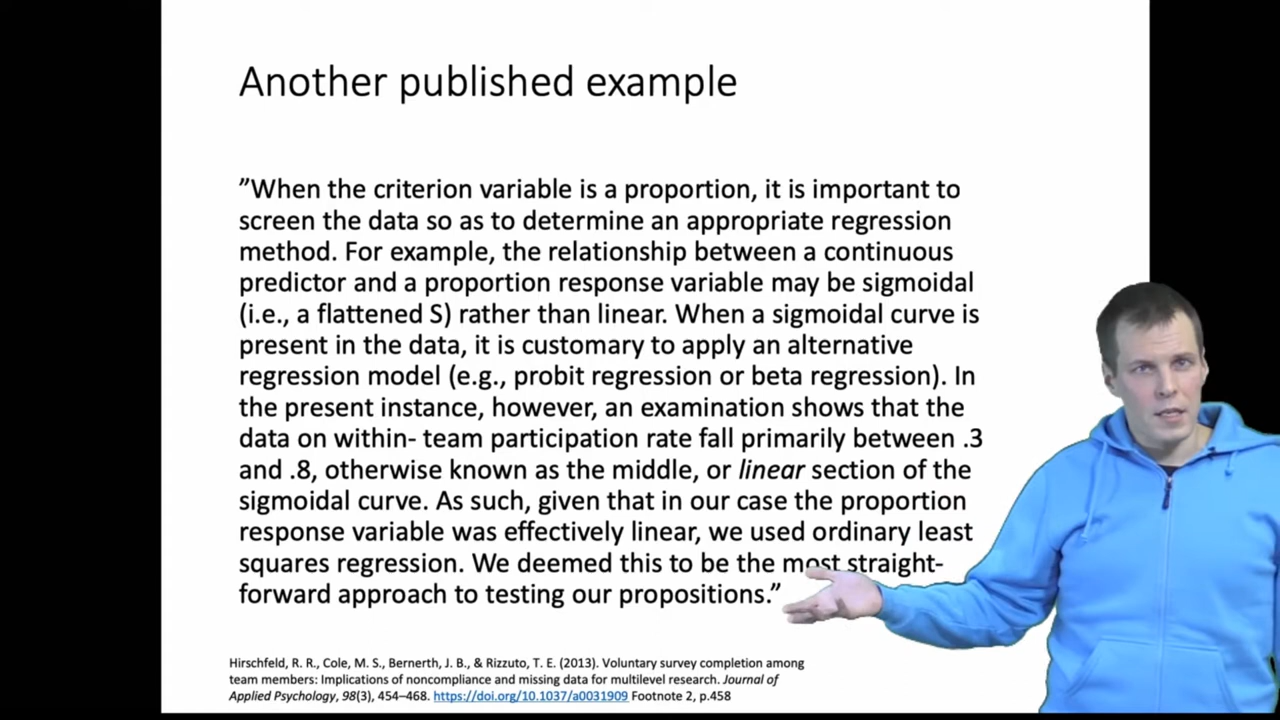 Another published example
”When the criterion variable is a proportion, it is important to
screen the data so as to determine an appropriate regression
method. For example, the relationship between a continuous
predictor and a proportion response variable may be sigmoidal
(i.e., a flattened S) rather than linear. When a sigmoidal curve is
present in the data, it is customary to apply an alternative
regression model (e.g., probit regression or beta regression). In
the present instance, however, an examination shows that the
data on within- team participation rate fall primarily between .3
and .8, otherwise known as the middle, or linear section of the
sigmoidal curve. As such, given that in our case the proportion
response variable was effectively linear, we used ordinary least
squares regression. We deemed this to be the most straight-
forward approach to testing our propositions.”
Hirschfeld, R. R., Cole, M. S., Bernerth, J. B., & Rizzuto, T. E. (2013). Voluntary survey completion among
team members: Implications of noncompliance and missing data for multilevel research. Journal of
Applied Psychology, 98(3), 454–468. https://doi.org/10.1037/a0031909 Footnote 2, p.458